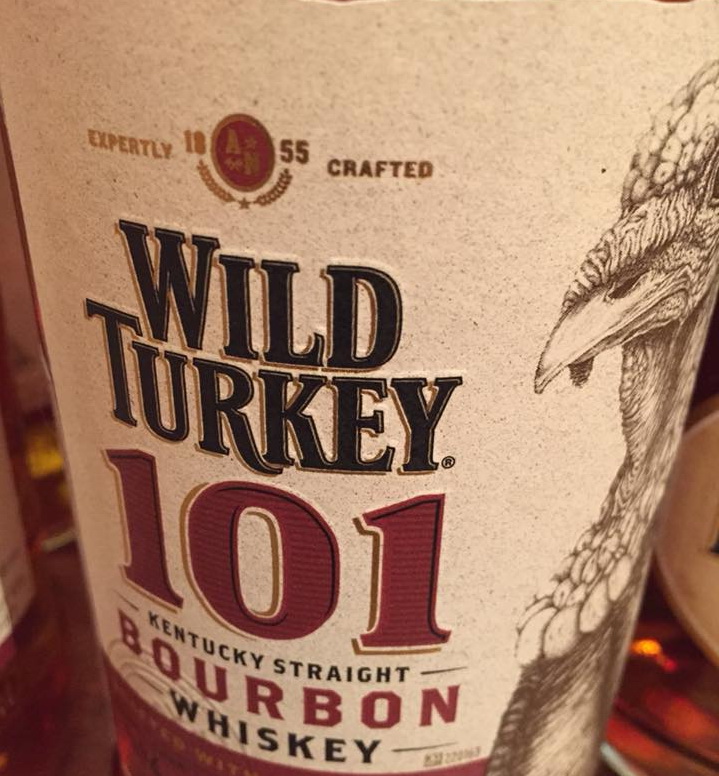 EXPERTLY 18 55 CRAFTED
WILD
TURKEY®
101
KENTUCKY STRAIGHT
BOURBON
WHISKEY